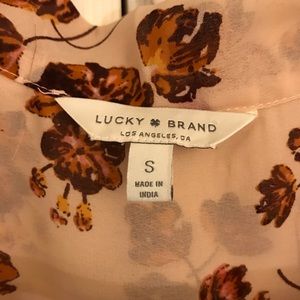 LUCKY BRAND
LOS ANGELES, CA
S
MADE IN
INDIA